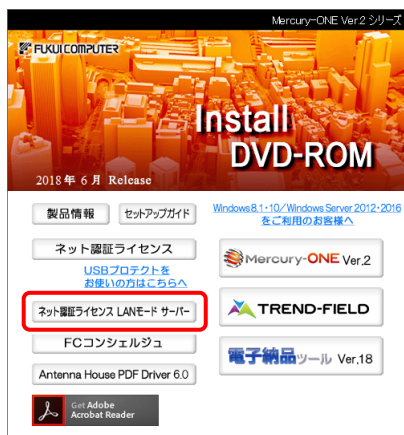 Mercury-ONE Ver.2 シリーズ
FUKUI COMPUTER
Install
DVD-ROM
2018 年 6 月 Release
製品情報
セットアップガイド
Windows8.1・10/Windows Server 2012・2016
をご利用のお客様へ
ネット認証ライセンス
USBプロテクトを
お使いの方はこちらへ
ネット認証ライセンス LANモード サーバー
FCコンシェルジュ
Antenna House PDF Driver 6.0
Get Adobe
Acrobat Reader
Mercury-ONE Ver.2
TREND-FIELD
電子納品ツール Ver.18